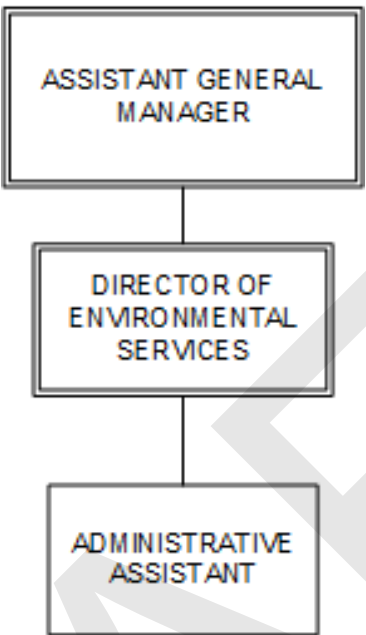 ASSISTANT GENERAL
MANAGER
DIRECTOR OF
ENVIRONMENTAL
SERVICES
ADMINISTRATIVE
ASSISTANT